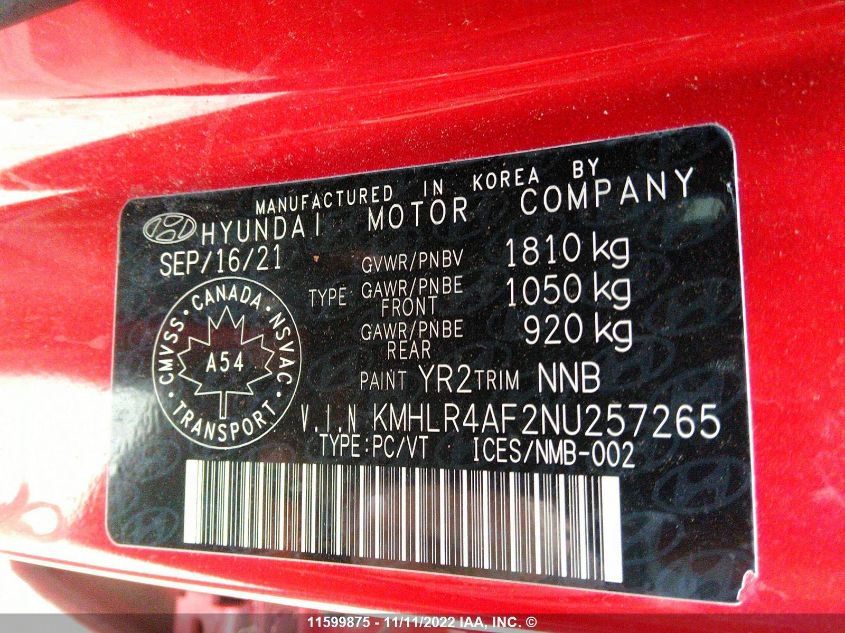 MANUFACTURED IN KOREA BY
HYUNDAI MOTOR COMPANY
SEP/16/21
GVWR/PNBV 1810 kg
TYPE GAWR/PNBE FRONT 1050 kg
GAWR/PNBE REAR 920 kg
CMVSS · CANADA · NSVAC · TRANSPORT ·
A54
PAINT YR2 TRIM NNB
V.I.N KMHLR4AF2NU257265
TYPE:PC/VT ICES/NMB-002
11599875 - 11/11/2022 IAA, INC. ©